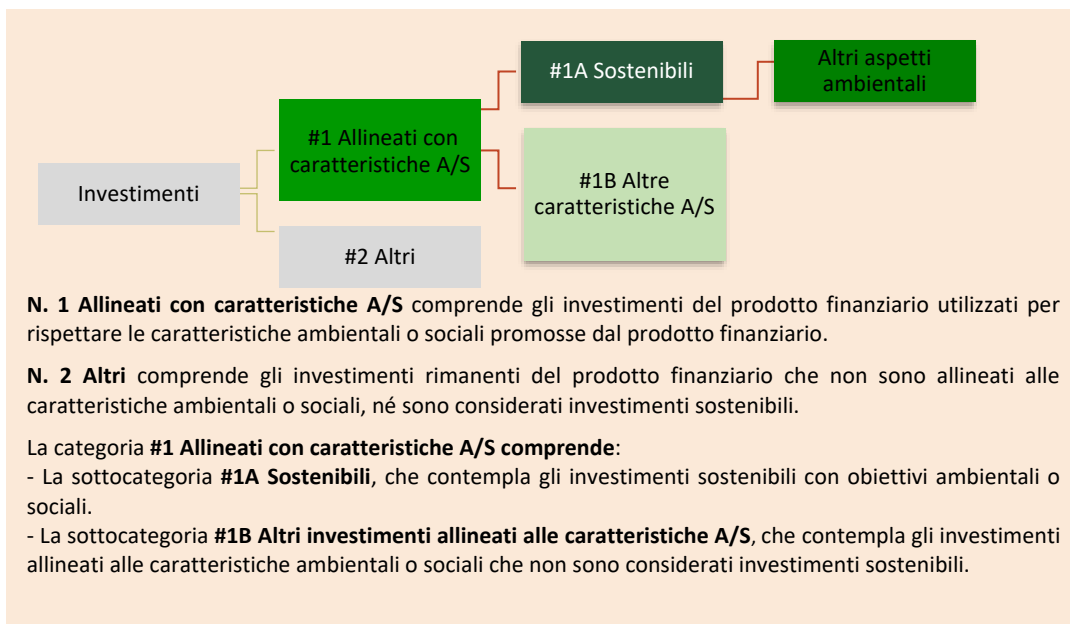 #1A Sostenibili
Altri aspetti
ambientali
#1 Allineati con
caratteristiche A/S
Investimenti
#1B Altre
caratteristiche A/S
#2 Altri
N. 1 Allineati con caratteristiche A/S comprende gli investimenti del prodotto finanziario utilizzati per
rispettare le caratteristiche ambientali o sociali promosse dal prodotto finanziario.
N. 2 Altri comprende gli investimenti rimanenti del prodotto finanziario che non sono allineati alle
caratteristiche ambientali o sociali, né sono considerati investimenti sostenibili.
La categoria #1 Allineati con caratteristiche A/S comprende:
- La sottocategoria #1A Sostenibili, che contempla gli investimenti sostenibili con obiettivi ambientali o
sociali.
- La sottocategoria #1B Altri investimenti allineati alle caratteristiche A/S, che contempla gli investimenti
allineati alle caratteristiche ambientali o sociali che non sono considerati investimenti sostenibili.